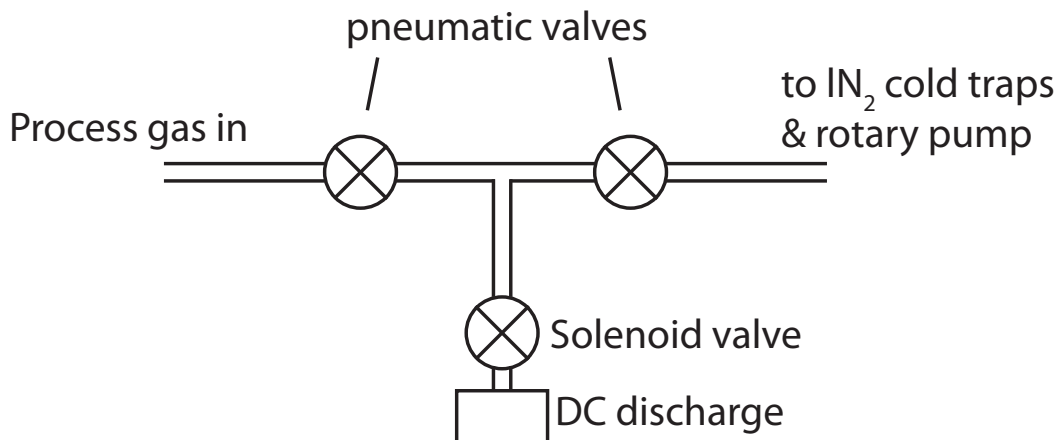 pneumatic valves
to lN₂ cold traps
& rotary pump
Process gas in
Solenoid valve
DC discharge